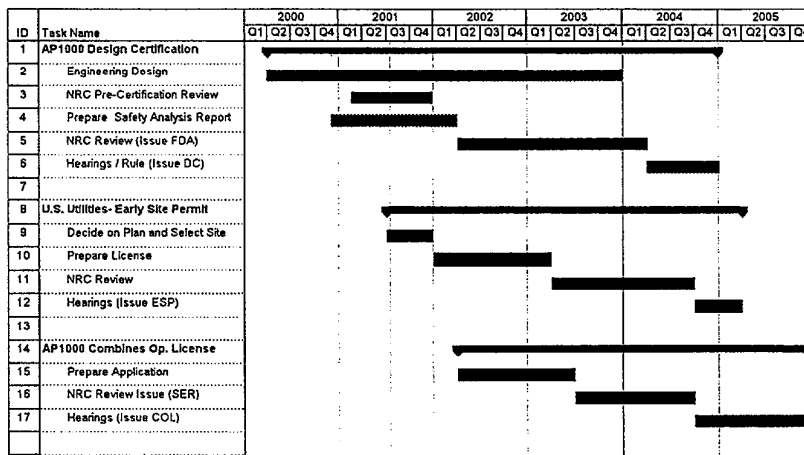 2000 2001 2002 2003 2004 2005
ID Task Name Q1 Q2 Q3 Q4 Q1 Q2 Q3 Q4 Q1 Q2 Q3 Q4 Q1 Q2 Q3 Q4 Q1 Q2 Q3 Q4 Q1 Q2 Q3
1 AP1000 Design Certification
2 Engineering Design
3 NRC Pre-Certification Review
4 Prepare Safety Analysis Report
5 NRC Review (Issue FDA)
6 Hearings / Rule (Issue DC)
7
8 U.S. Utilities- Early Site Permit
9 Decide on Plan and Select Site
10 Prepare License
11 NRC Review
12 Hearings (Issue ESP)
13
14 AP1000 Combines Op. License
15 Prepare Application
16 NRC Review Issue (SER)
17 Hearings (Issue COL)